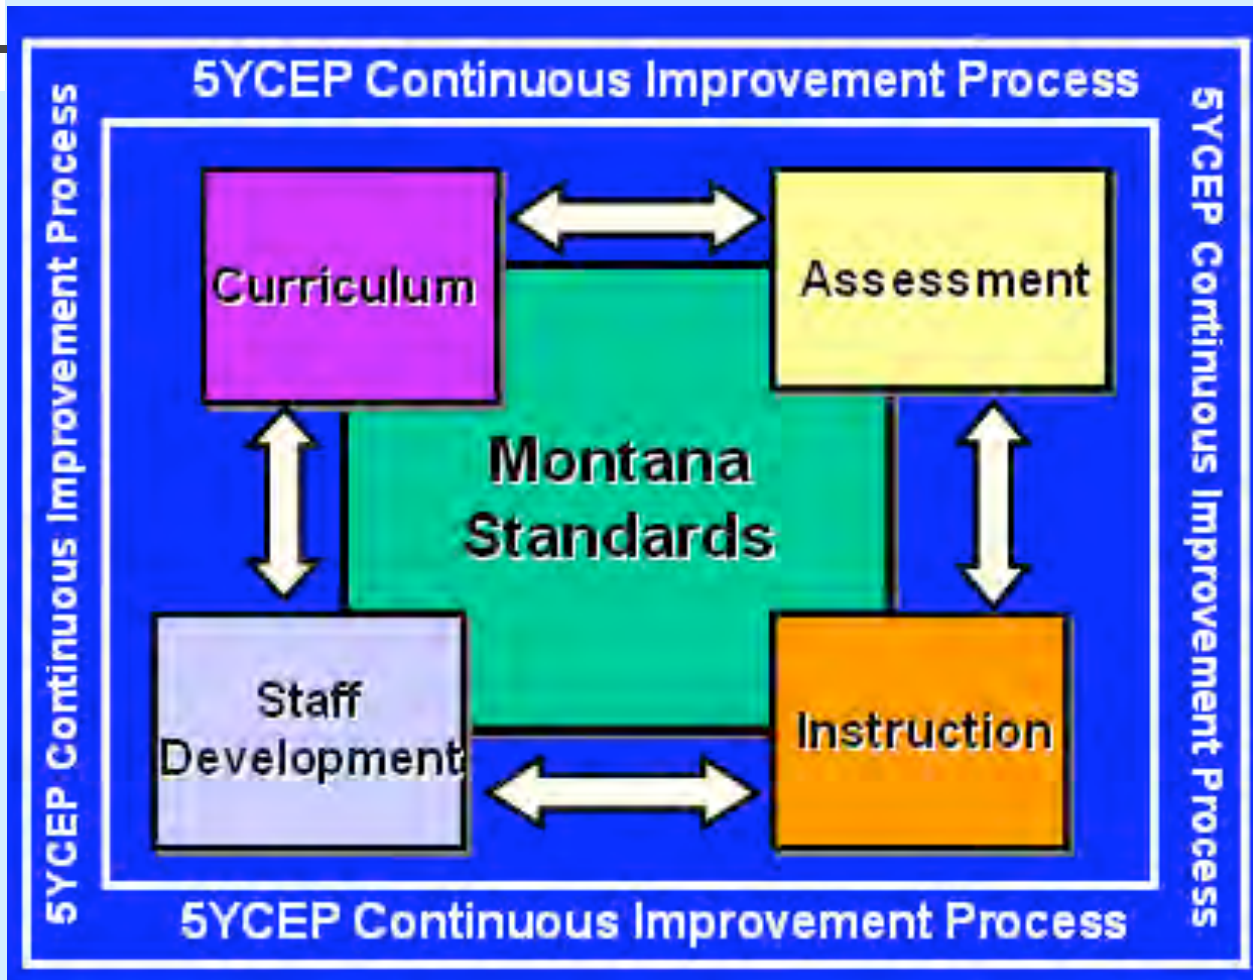 5YCEP Continuous Improvement Process
5YCEP Continuous Improvement Process
5YCEP Continuous Improvement Process
Curriculum
Assessment
Montana
Standards
Staff
Development
Instruction
5YCEP Continuous Improvement Process